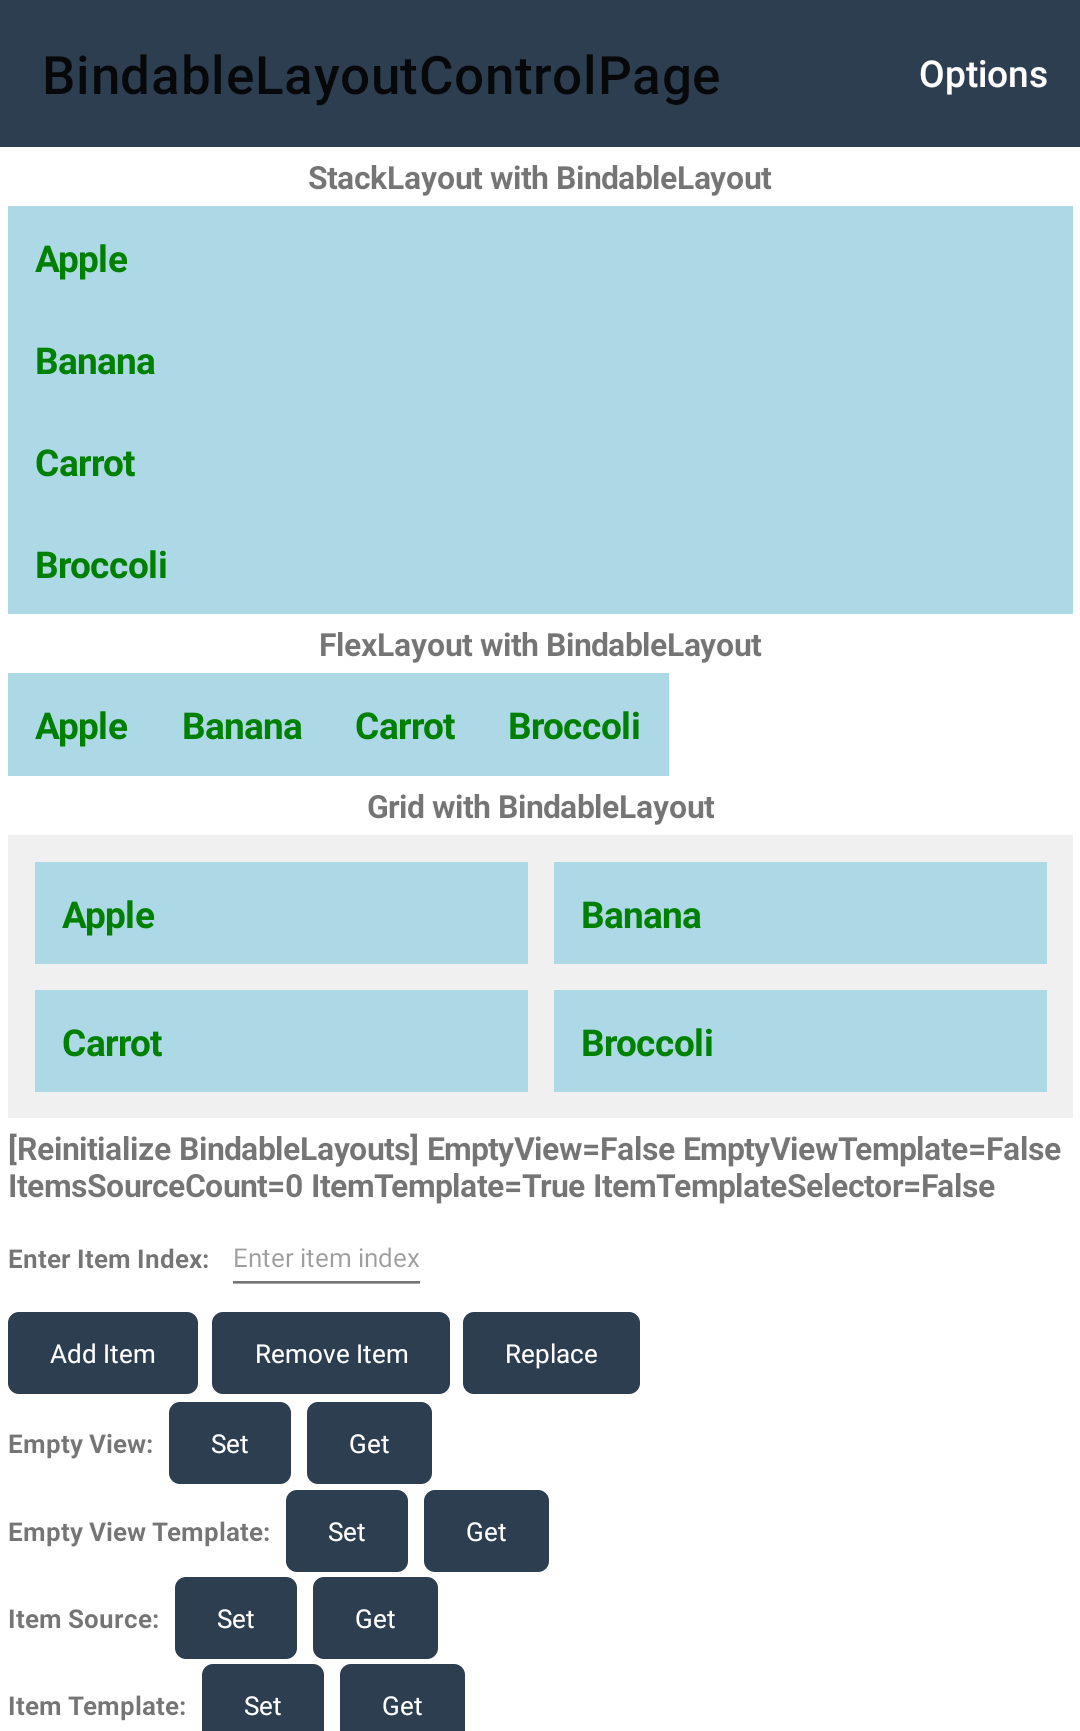 BindableLayoutControlPage Options
StackLayout with BindableLayout
Apple
Banana
Carrot
Broccoli
FlexLayout with BindableLayout
Apple Banana Carrot Broccoli
Grid with BindableLayout
Apple Banana
Carrot Broccoli
[Reinitialize BindableLayouts] EmptyView=False EmptyViewTemplate=False
ItemsSourceCount=0 ItemTemplate=True ItemTemplateSelector=False
Enter Item Index: Enter item index
Add Item Remove Item Replace
Empty View: Set Get
Empty View Template: Set Get
Item Source: Set Get
Item Template: Set Get